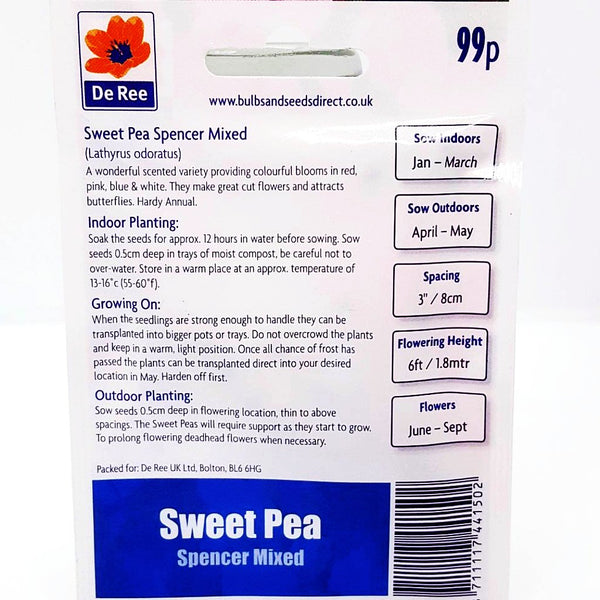 De Ree
99p
www.bulbsandseedsdirect.co.uk
Sweet Pea Spencer Mixed
(Lathyrus odoratus)
A wonderful scented variety providing colourful blooms in red,
pink, blue & white. They make great cut flowers and attracts
butterflies. Hardy Annual.
Indoor Planting:
Soak the seeds for approx. 12 hours in water before sowing. Sow
seeds 0.5cm deep in trays of moist compost, be careful not to
over-water. Store in a warm place at an approx. temperature of
13-16°c (55-60°f).
Growing On:
When the seedlings are strong enough to handle they can be
transplanted into bigger pots or trays. Do not overcrowd the plants
and keep in a warm, light position. Once all chance of frost has
passed the plants can be transplanted direct into your desired
location in May. Harden off first.
Outdoor Planting:
Sow seeds 0.5cm deep in flowering location, thin to above
spacings. The Sweet Peas will require support as they start to grow.
To prolong flowering deadhead flowers when necessary.
Sow Indoors
Jan – March
Sow Outdoors
April – May
Spacing
3" / 8cm
Flowering Height
6ft / 1.8mtr
Flowers
June – Sept
Packed for: De Ree UK Ltd, Bolton, BL6 6HG
Sweet Pea
Spencer Mixed
711117 441502